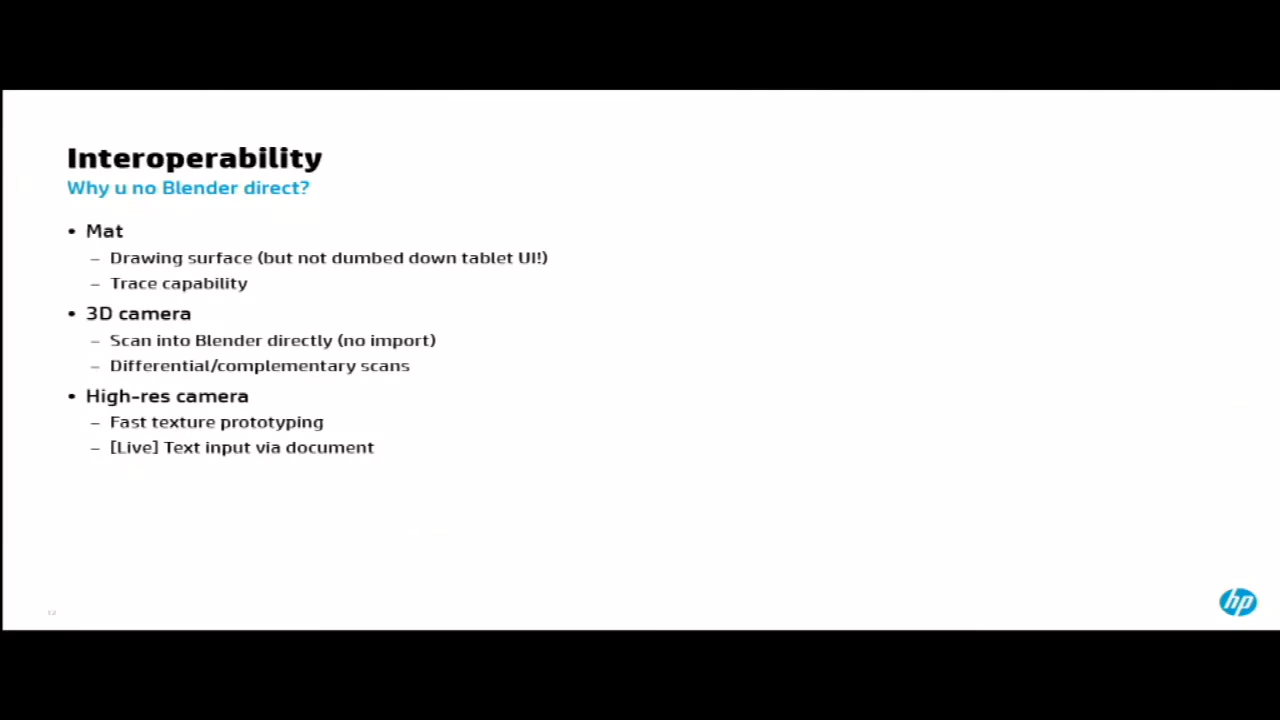 Interoperability
Why u no Blender direct?
• Mat
– Drawing surface (but not dumbed down tablet UI!)
– Trace capability
• 3D camera
– Scan into Blender directly (no import)
– Differential/complementary scans
• High-res camera
– Fast texture prototyping
– [Live] Text input via document
hp